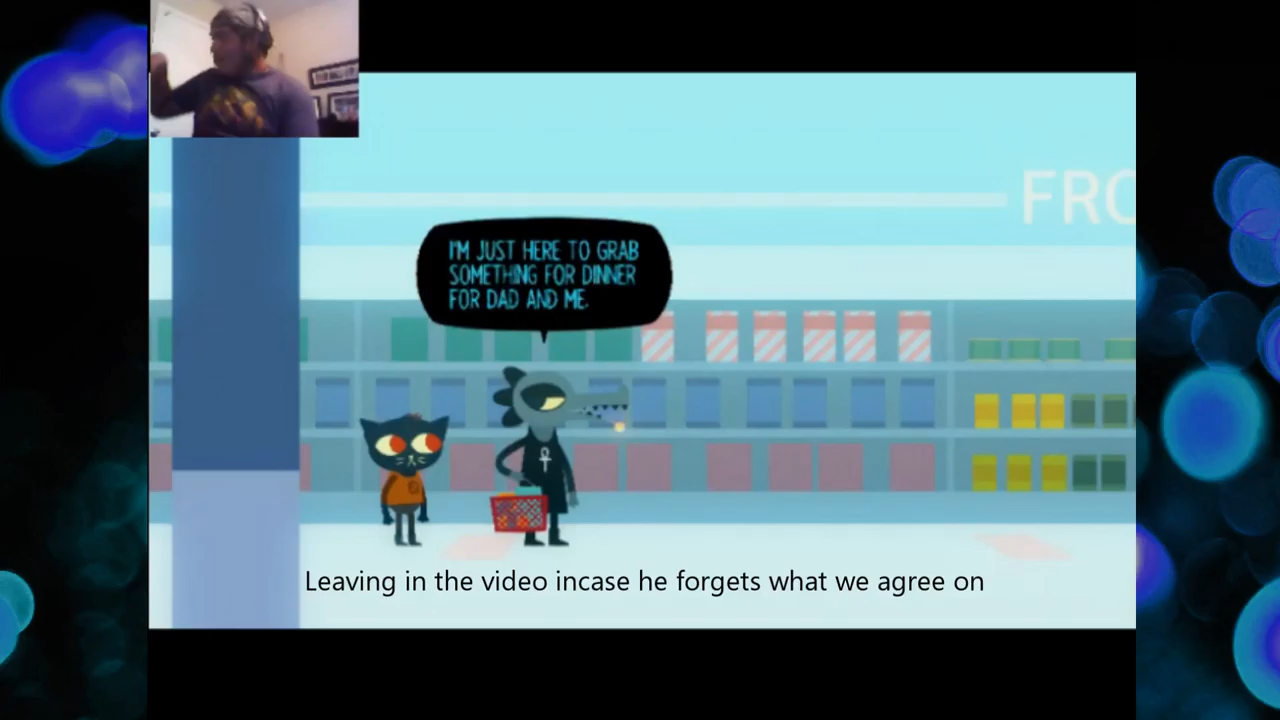 FRO
I'M JUST HERE TO GRAB
SOMETHING FOR DINNER
FOR DAD AND ME.
Leaving in the video incase he forgets what we agree on